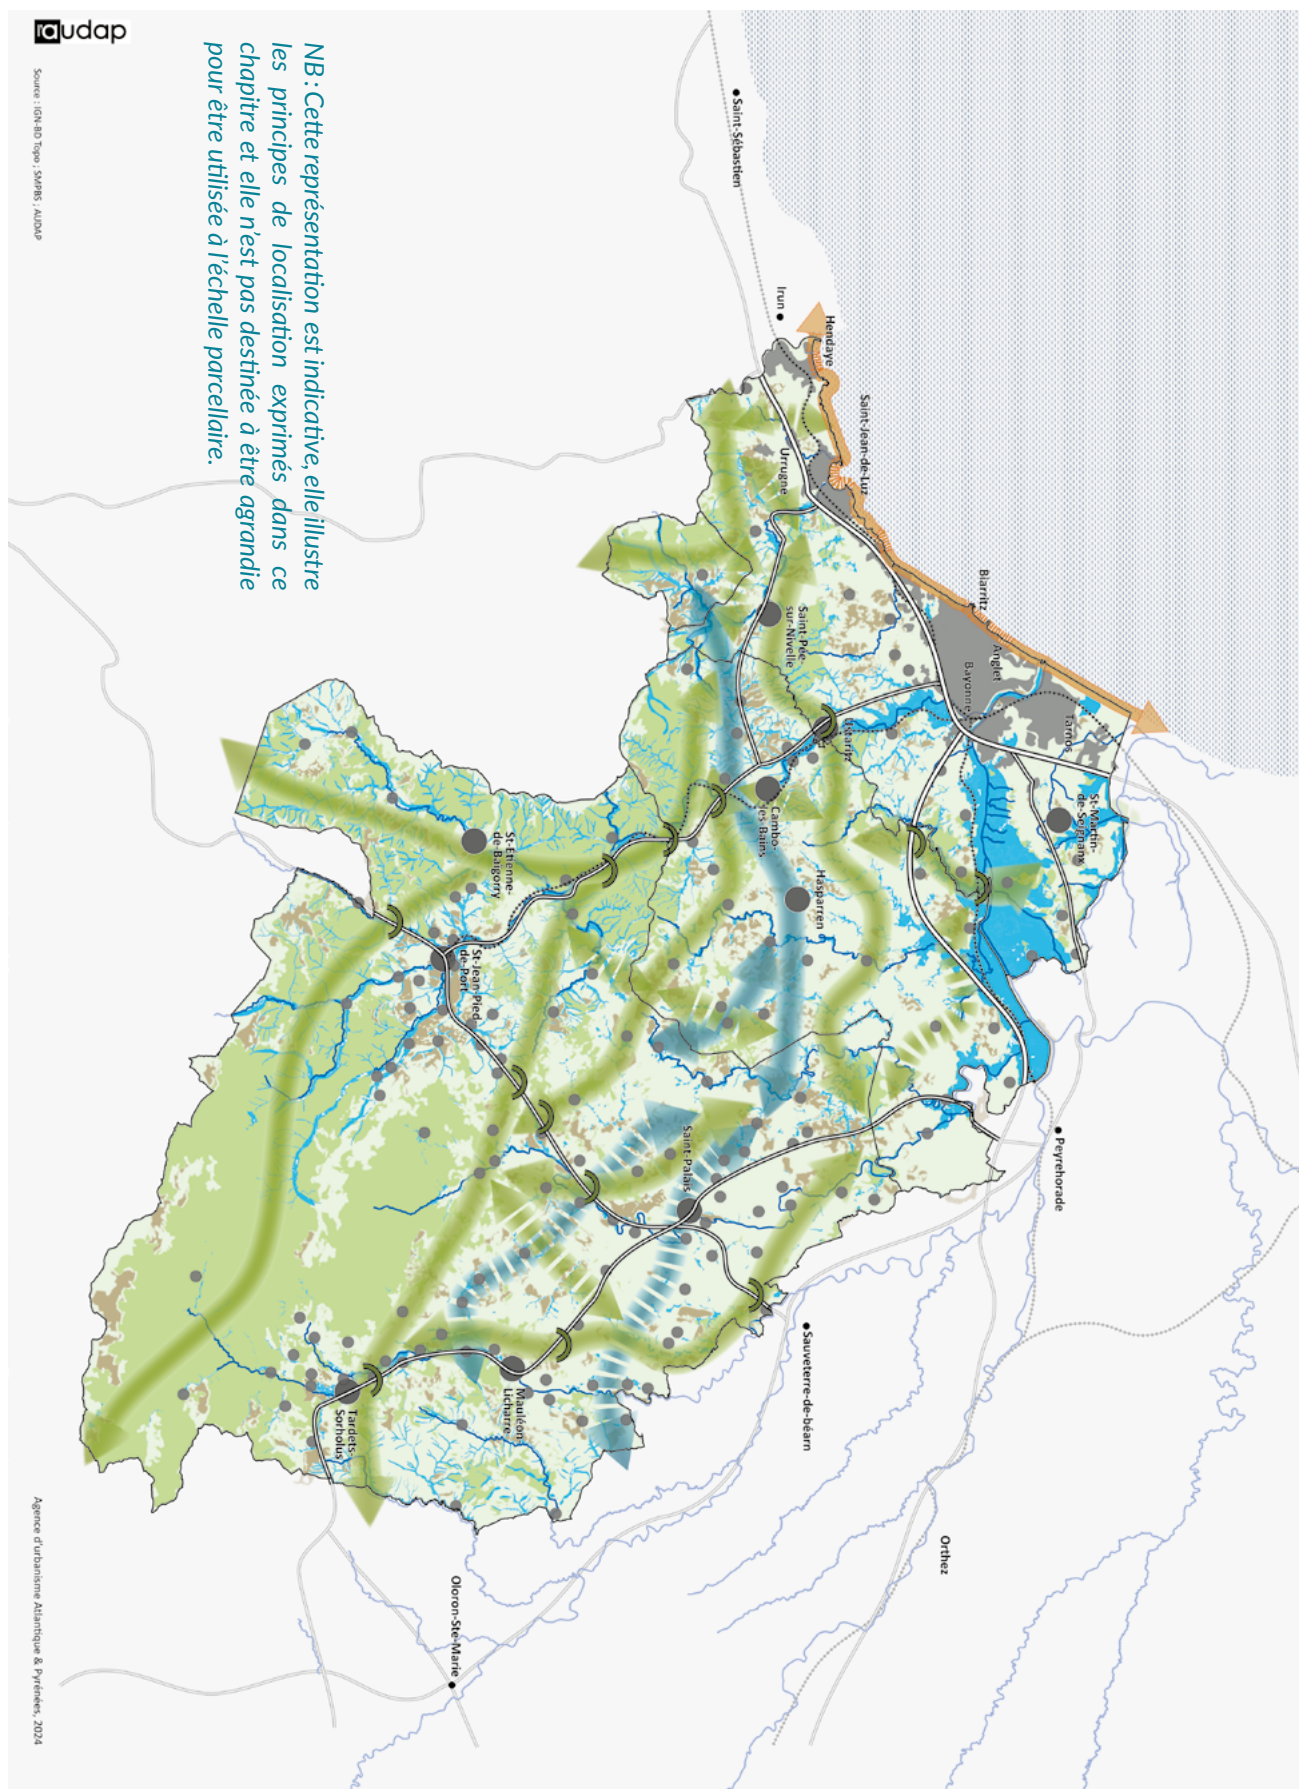 audap
Source : IGN-BD Topo ; SMPBS ; AUDAP
NB : Cette représentation est indicative, elle illustre
les principes de localisation exprimés dans ce
chapitre et elle n'est pas destinée à être agrandie
pour être utilisée à l'échelle parcellaire.
Saint-Sébastien
Irun
Hendaye
Saint-Jean-de-Luz
Urrugne
Biarritz
Anglet
Bayonne
Tarnos
St-Martin-
de-Seignanx
Saint-Pée-
sur-Nivelle
Ustaritz
Cambo-
les-Bains
Hasparren
St-Etienne-
de-Baïgorry
St-Jean-Pied
de-Port
Saint-Palais
Peyrehorade
Sauveterre-de-béarn
Mauléon-
Licharre
Tardets-
Sorholus
Orthez
Oloron-Ste-Marie
Agence d'urbanisme Atlantique & Pyrénées, 2024